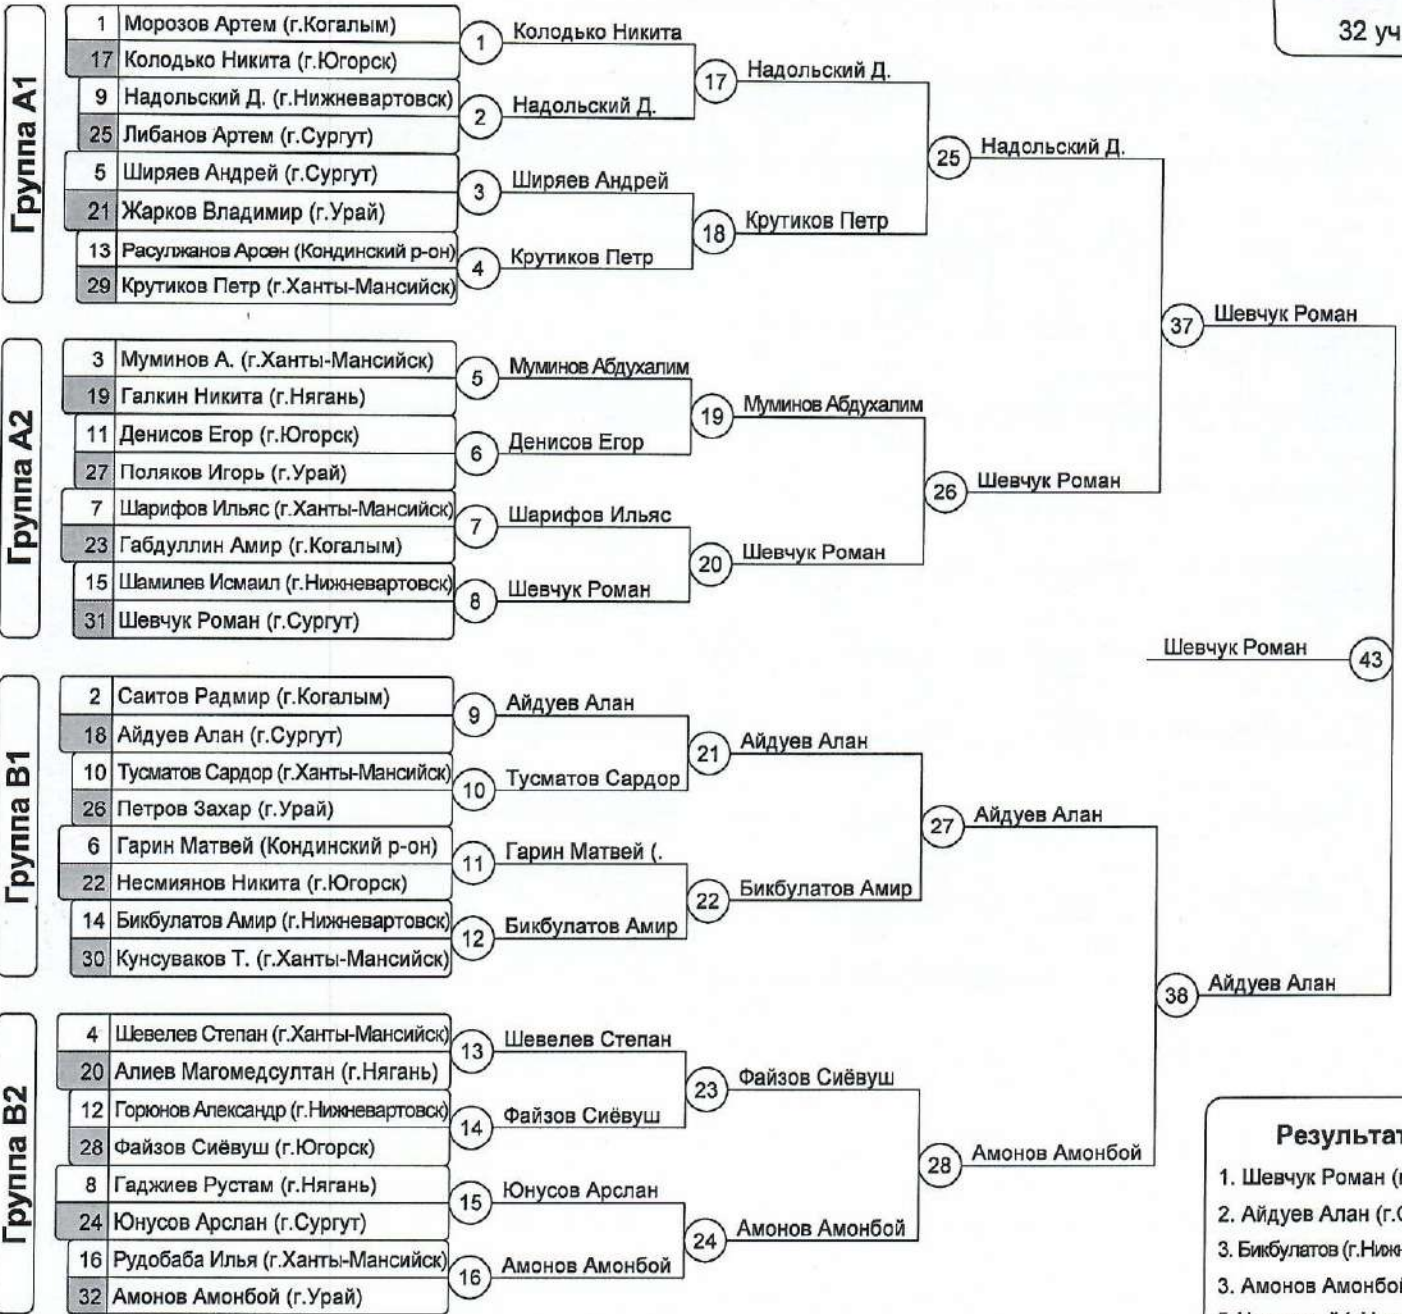 32 уч
Группа А1
1 Морозов Артем (г.Когалым)
17 Колодько Никита (г.Югорск)
9 Надольский Д. (г.Нижневартовск)
25 Либанов Артем (г.Сургут)
5 Ширяев Андрей (г.Сургут)
21 Жарков Владимир (г.Урай)
13 Расулжанов Арсен (Кондинский р-он)
29 Крутиков Петр (г.Ханты-Мансийск)
1 Колодько Никита
2 Надольский Д.
3 Ширяев Андрей
4 Крутиков Петр
17 Надольский Д.
18 Крутиков Петр
25 Надольский Д.
Группа А2
3 Муминов А. (г.Ханты-Мансийск)
19 Галкин Никита (г.Нягань)
11 Денисов Егор (г.Югорск)
27 Поляков Игорь (г.Урай)
7 Шарифов Ильяс (г.Ханты-Мансийск)
23 Габдуллин Амир (г.Когалым)
15 Шамилев Исмаил (г.Нижневартовск)
31 Шевчук Роман (г.Сургут)
5 Муминов Абдухалим
6 Денисов Егор
7 Шарифов Ильяс
8 Шевчук Роман
19 Муминов Абдухалим
20 Шевчук Роман
26 Шевчук Роман
37 Шевчук Роман
Шевчук Роман 43
Группа В1
2 Саитов Радмир (г.Когалым)
18 Айдуев Алан (г.Сургут)
10 Тусматов Сардор (г.Ханты-Мансийск)
26 Петров Захар (г.Урай)
6 Гарин Матвей (Кондинский р-он)
22 Несмиянов Никита (г.Югорск)
14 Бикбулатов Амир (г.Нижневартовск)
30 Кунсуваков Т. (г.Ханты-Мансийск)
9 Айдуев Алан
10 Тусматов Сардор
11 Гарин Матвей (.
12 Бикбулатов Амир
21 Айдуев Алан
22 Бикбулатов Амир
27 Айдуев Алан
Группа В2
4 Шевелев Степан (г.Ханты-Мансийск)
20 Алиев Магомедсултан (г.Нягань)
12 Горюнов Александр (г.Нижневартовск)
28 Файзов Сиёвуш (г.Югорск)
8 Гаджиев Рустам (г.Нягань)
24 Юнусов Арслан (г.Сургут)
16 Рудобаба Илья (г.Ханты-Мансийск)
32 Амонов Амонбой (г.Урай)
13 Шевелев Степан
14 Файзов Сиёвуш
15 Юнусов Арслан
16 Амонов Амонбой
23 Файзов Сиёвуш
24 Амонов Амонбой
28 Амонов Амонбой
38 Айдуев Алан
Результат
1. Шевчук Роман (
2. Айдуев Алан (г.С
3. Бикбулатов (г.Нижн
3. Амонов Амонбой